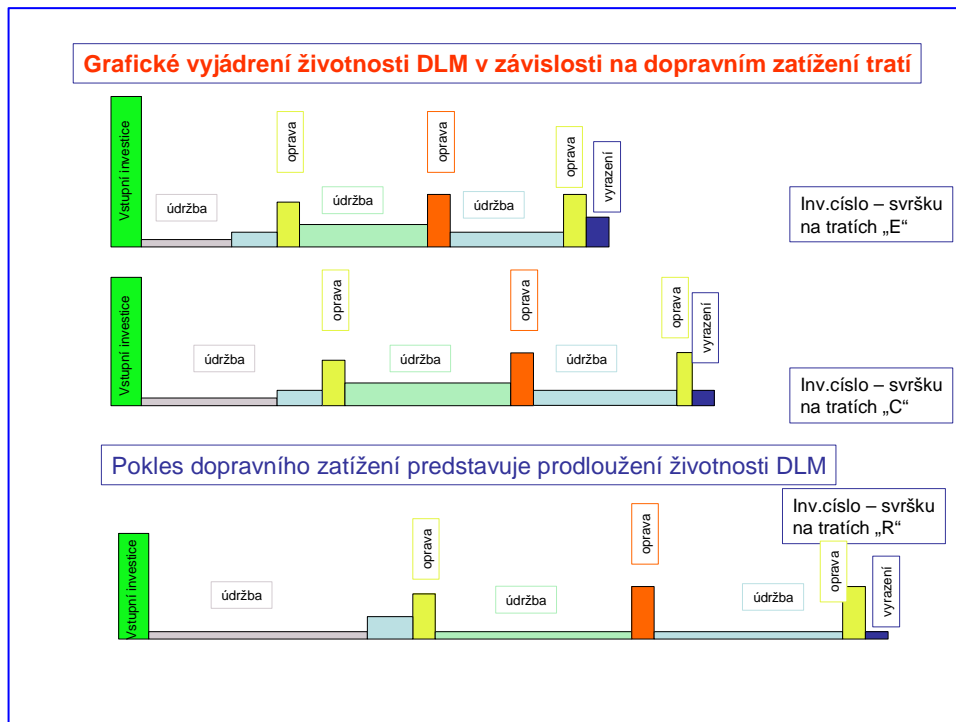 Grafické vyjádrení životnosti DLM v závislosti na dopravním zatížení tratí
Vstupní investice
údržba
oprava
údržba
oprava
údržba
oprava
vyrazení
Inv.císlo – svršku
na tratích „E“
Vstupní investice
údržba
oprava
údržba
oprava
údržba
oprava
vyrazení
Inv.císlo – svršku
na tratích „C“
Pokles dopravního zatížení predstavuje prodloužení životnosti DLM
Vstupní investice
údržba
oprava
údržba
oprava
údržba
oprava
vyrazení
Inv.císlo – svršku
na tratích „R“